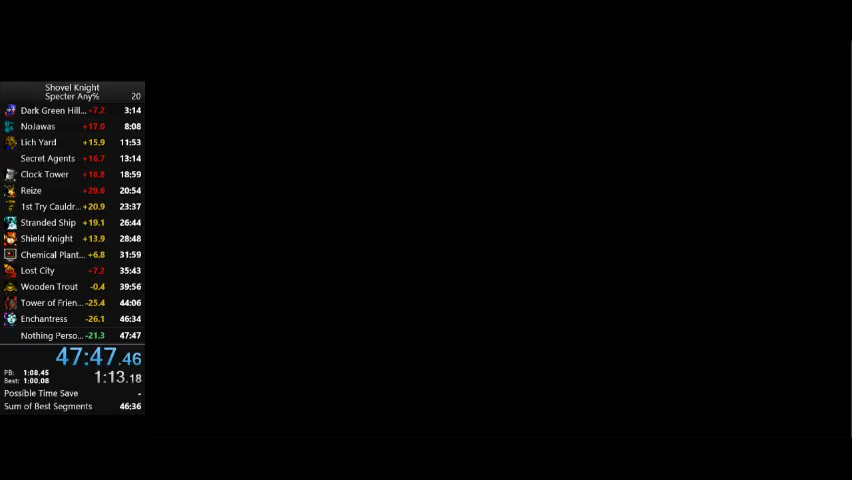 Shovel Knight
Specter Any% 20
Dark Green Hill... +7.2 3:14
NoJawas +17.0 8:08
Lich Yard +15.9 11:53
Secret Agents +16.7 13:14
Clock Tower +18.8 18:59
Reize +29.6 20:54
1st Try Cauldr... +20.9 23:37
Stranded Ship +19.1 26:44
Shield Knight +13.9 28:48
Chemical Plant... +6.8 31:59
Lost City +7.2 35:43
Wooden Trout -0.4 39:56
Tower of Frien... -25.4 44:06
Enchantress -26.1 46:34
Nothing Perso... -21.3 47:47
47:47.46
PB: 1:08.45
Best: 1:00.08
1:13.18
Possible Time Save -
Sum of Best Segments 46:36